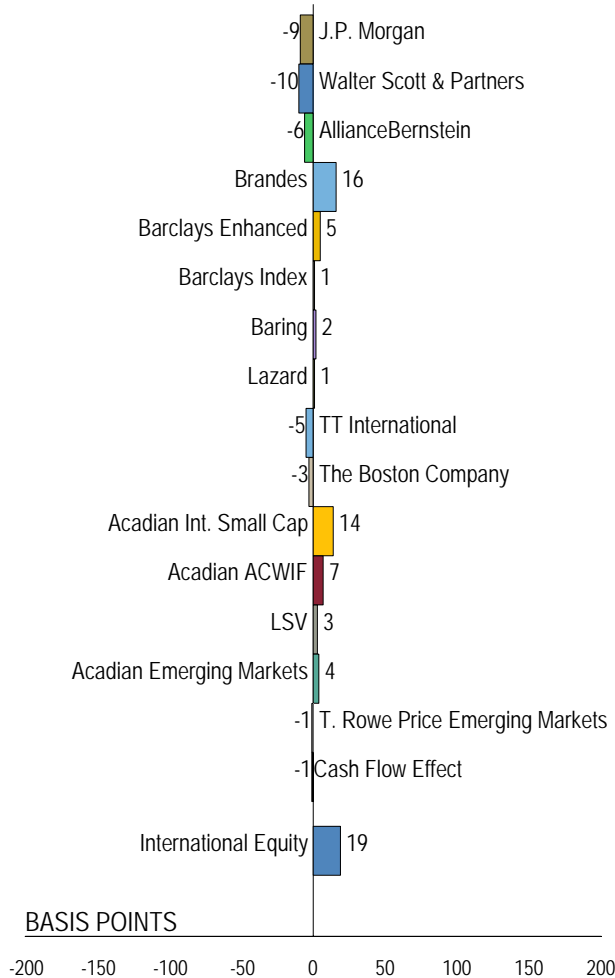 -9 J.P. Morgan
-10 Walter Scott & Partners
-6 AllianceBernstein
Brandes 16
Barclays Enhanced 5
Barclays Index 1
Baring 2
Lazard 1
-5 TT International
-3 The Boston Company
Acadian Int. Small Cap 14
Acadian ACWIF 7
LSV 3
Acadian Emerging Markets 4
-1 T. Rowe Price Emerging Markets
-1 Cash Flow Effect
International Equity 19
BASIS POINTS
-200 -150 -100 -50 0 50 100 150 200